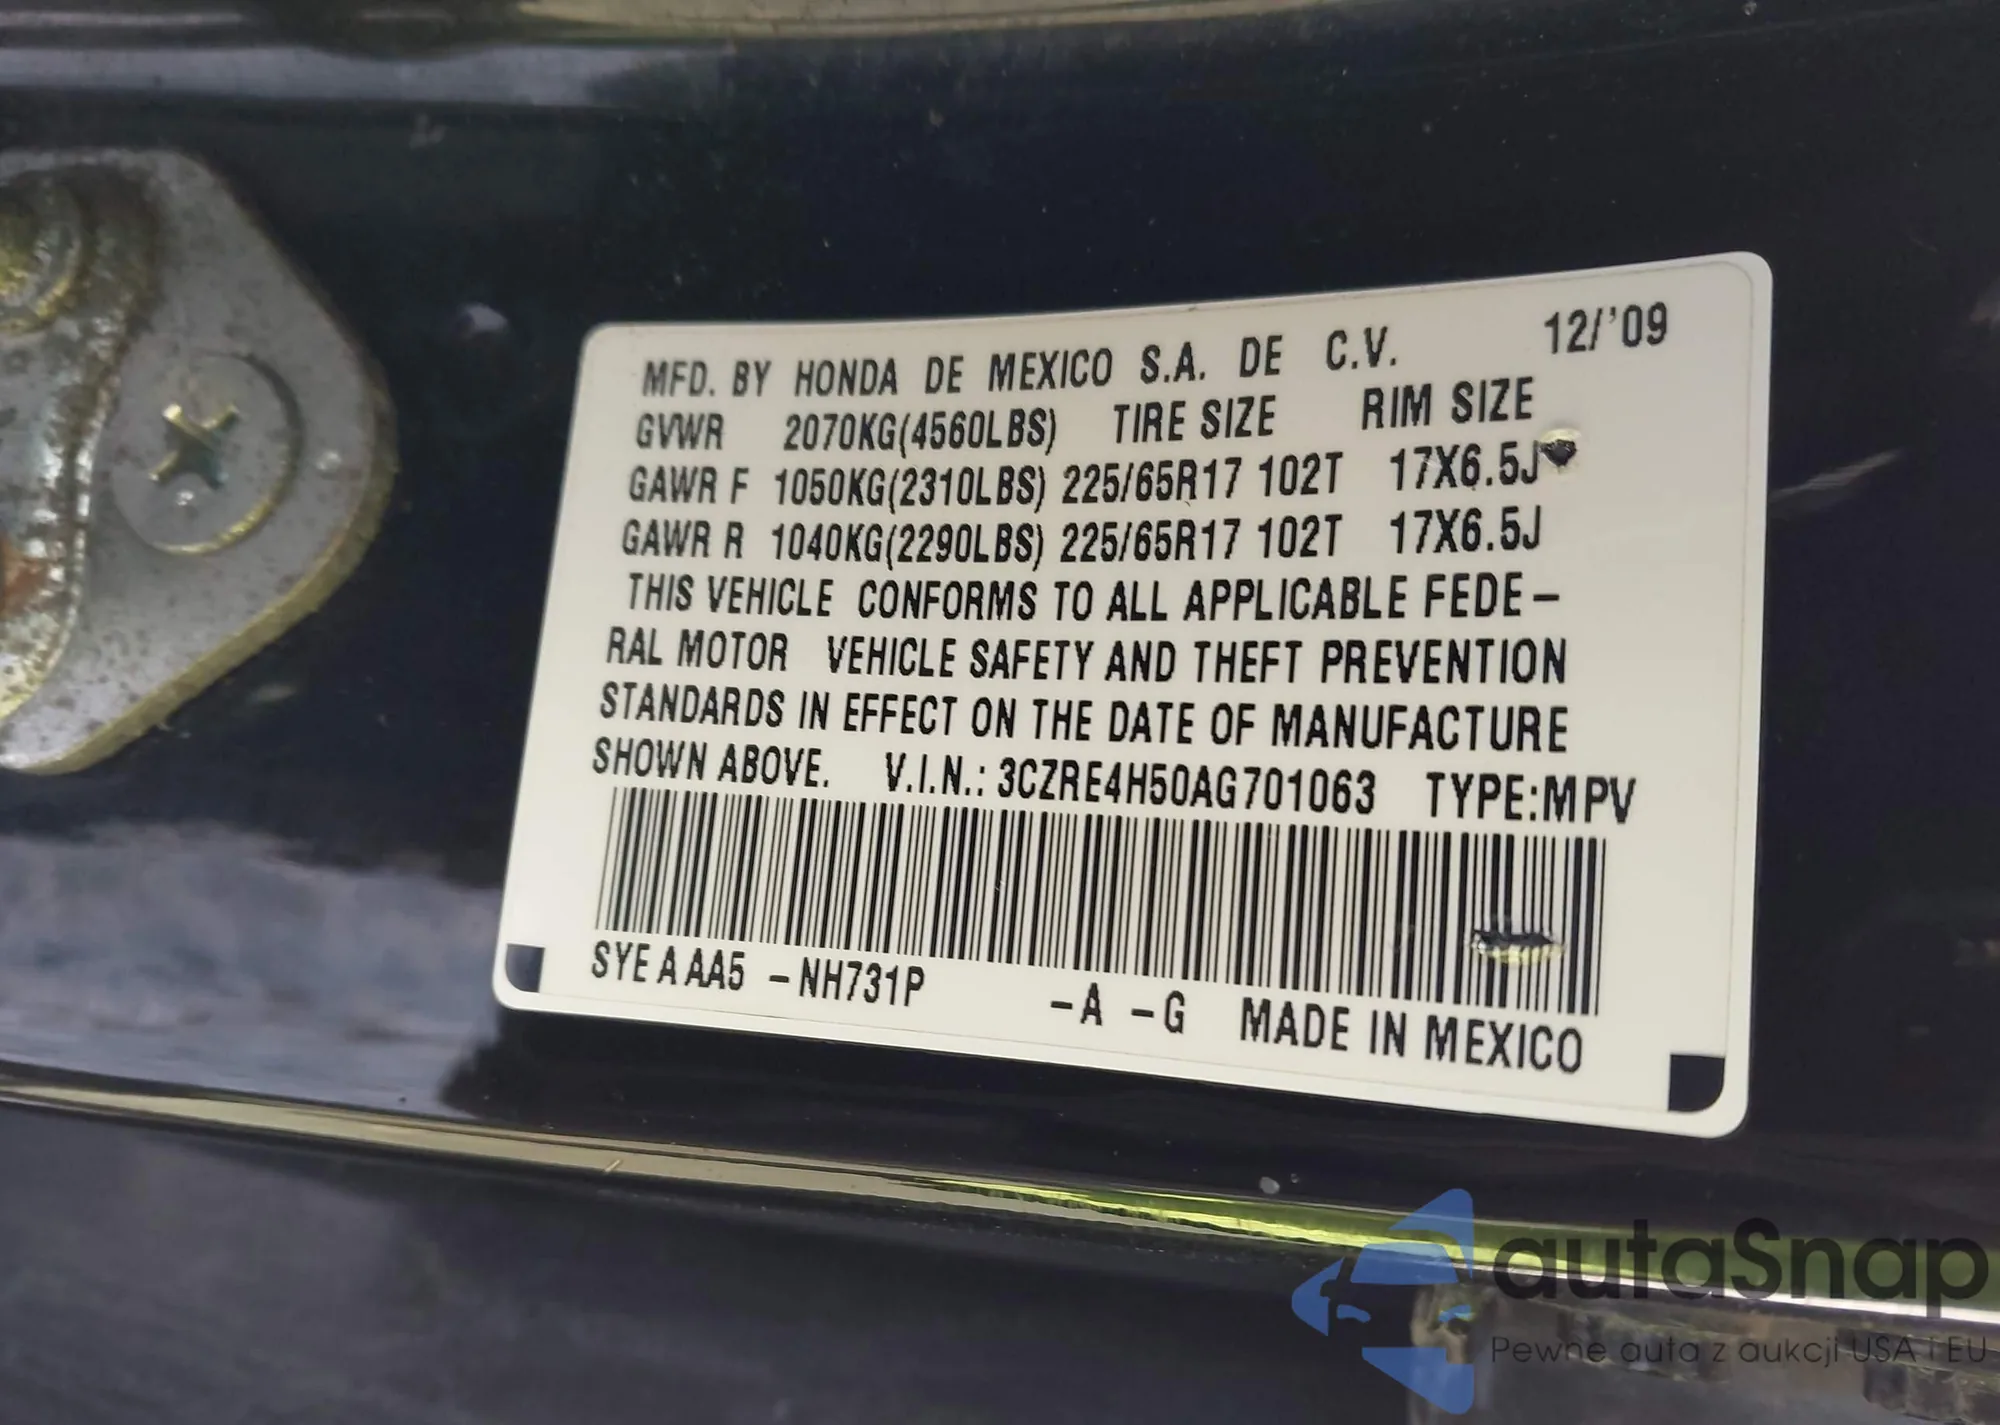 MFD. BY HONDA DE MEXICO S.A. DE C.V. 12/'09
GVWR 2070KG(4560LBS) TIRE SIZE RIM SIZE
GAWR F 1050KG(2310LBS) 225/65R17 102T 17X6.5J
GAWR R 1040KG(2290LBS) 225/65R17 102T 17X6.5J
THIS VEHICLE CONFORMS TO ALL APPLICABLE FEDE-
RAL MOTOR VEHICLE SAFETY AND THEFT PREVENTION
STANDARDS IN EFFECT ON THE DATE OF MANUFACTURE
SHOWN ABOVE. V.I.N.: 3CZRE4H50AG701063 TYPE:MPV
SYE A AA5 -NH731P -A -G MADE IN MEXICO
autaSnap
Pewne auta z aukcji USA i EU